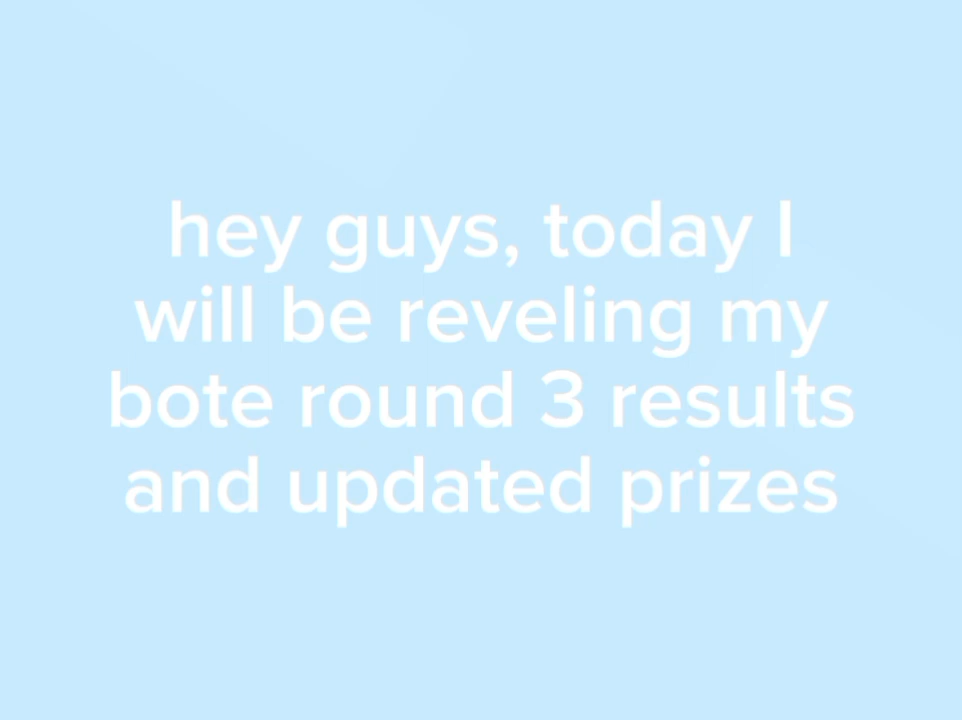 hey guys, today I
will be reveling my
bote round 3 results
and updated prizes